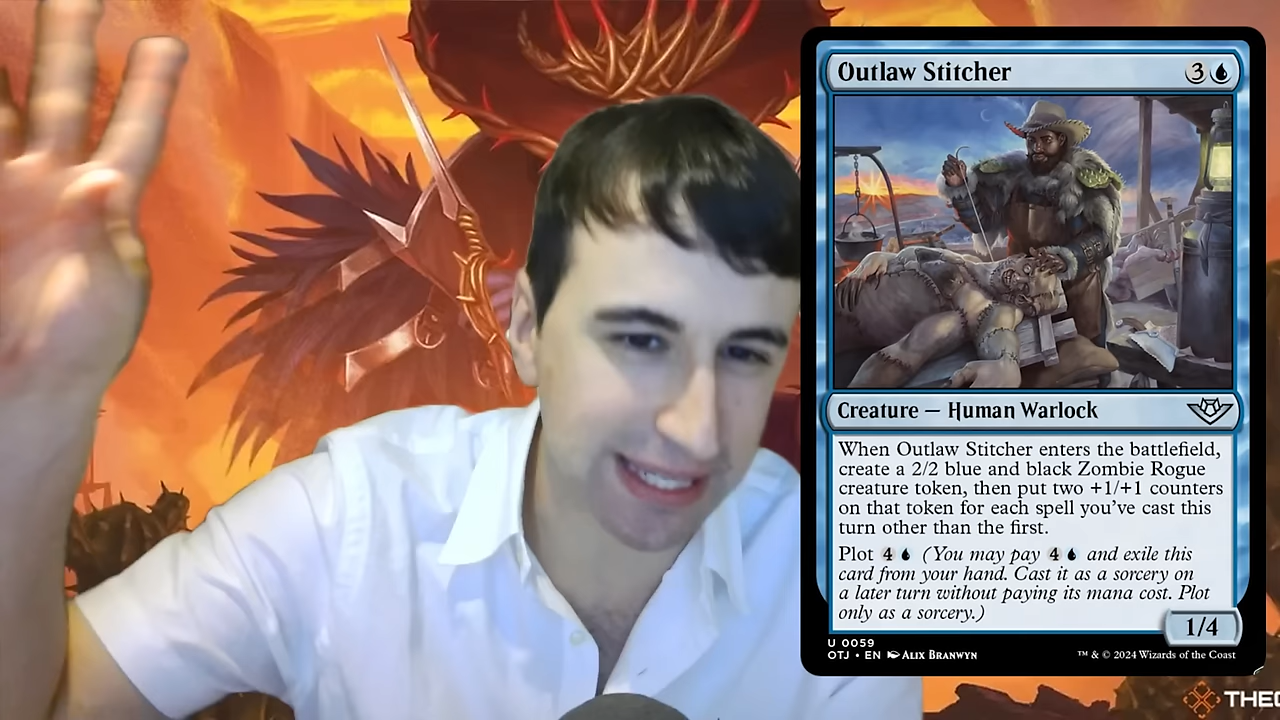 Outlaw Stitcher 3
Creature — Human Warlock
When Outlaw Stitcher enters the battlefield,
create a 2/2 blue and black Zombie Rogue
creature token, then put two +1/+1 counters
on that token for each spell you've cast this
turn other than the first.
Plot 4 (You may pay 4 and exile this
card from your hand. Cast it as a sorcery on
a later turn without paying its mana cost. Plot
only as a sorcery.)
1/4
U 0059
OTJ • EN ALIX BRANWYN ™ & © 2024 Wizards of the Coast